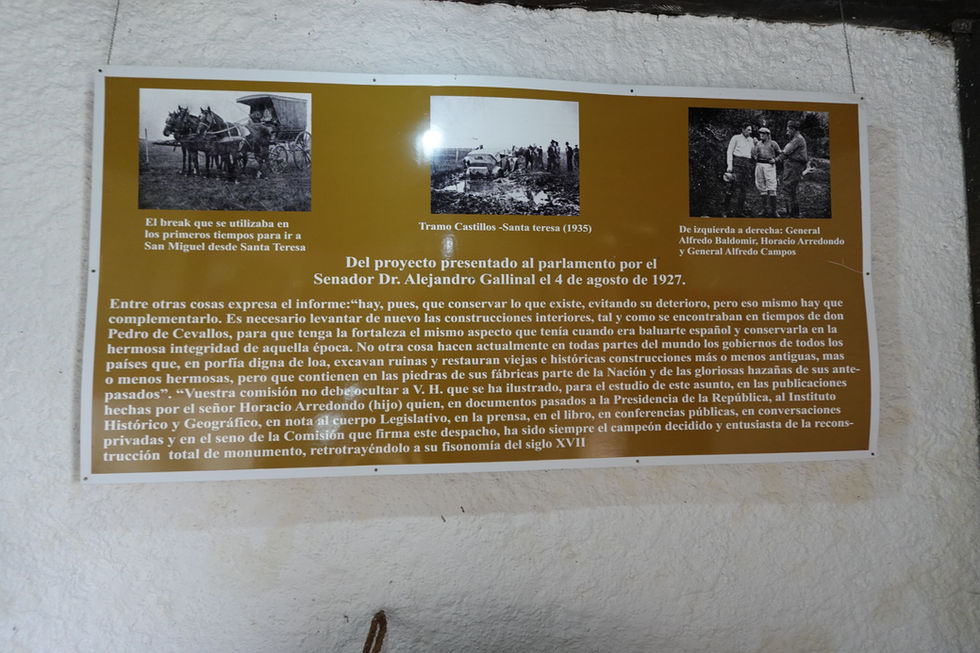 El break que se utilizaba en
los primeros tiempos para ir a
San Miguel desde Santa Teresa
Tramo Castillos -Santa teresa (1935)
De izquierda a derecha: General
Alfredo Baldomir, Horacio Arredondo
y General Alfredo Campos
Del proyecto presentado al parlamento por el
Senador Dr. Alejandro Gallinal el 4 de agosto de 1927.
Entre otras cosas expresa el informe:“hay, pues, que conservar lo que existe, evitando su deterioro, pero eso mismo hay que
complementarlo. Es necesario levantar de nuevo las construcciones interiores, tal y como se encontraban en tiempos de don
Pedro de Cevallos, para que tenga la fortaleza el mismo aspecto que tenía cuando era baluarte español y conservarla en la
hermosa integridad de aquella época. No otra cosa hacen actualmente en todas partes del mundo los gobiernos de todos los
países que, en porfía digna de loa, excavan ruinas y restauran viejas e históricas construcciones más o menos antiguas, mas
o menos hermosas, pero que contienen en las piedras de sus fábricas parte de la Nación y de las gloriosas hazañas de sus ante-
pasados”. “Vuestra comisión no debe ocultar a V. H. que se ha ilustrado, para el estudio de este asunto, en las publicaciones
hechas por el señor Horacio Arredondo (hijo) quien, en documentos pasados a la Presidencia de la República, al Instituto
Histórico y Geográfico, en nota al cuerpo Legislativo, en la prensa, en el libro, en conferencias públicas, en conversaciones
privadas y en el seno de la Comisión que firma este despacho, ha sido siempre el campeón decidido y entusiasta de la recons-
trucción total de monumento, retrotrayéndolo a su fisonomía del siglo XVII